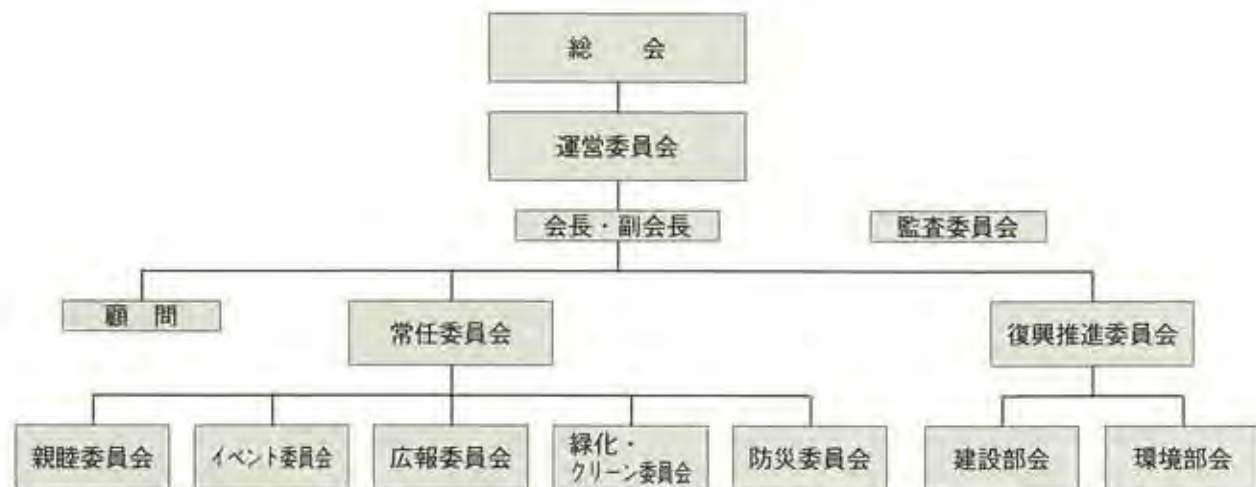 総　会
運営委員会
会長・副会長
監査委員会
顧　問
常任委員会
復興推進委員会
親睦委員会
イベント委員会
広報委員会
緑化・
クリーン委員会
防災委員会
建設部会
環境部会